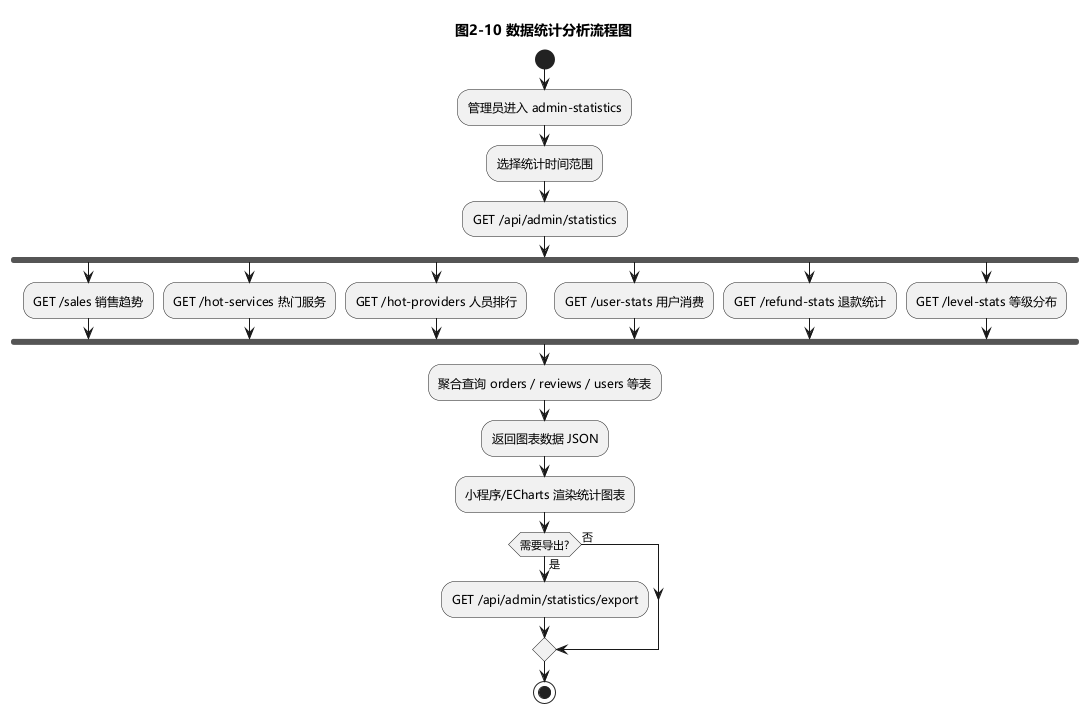 图2-10 数据统计分析流程图
管理员进入 admin-statistics
选择统计时间范围
GET /api/admin/statistics
GET /sales 销售趋势
GET /hot-services 热门服务
GET /hot-providers 人员排行
GET /user-stats 用户消费
GET /refund-stats 退款统计
GET /level-stats 等级分布
聚合查询 orders / reviews / users 等表
返回图表数据 JSON
小程序/ECharts 渲染统计图表
需要导出?
否
是
GET /api/admin/statistics/export